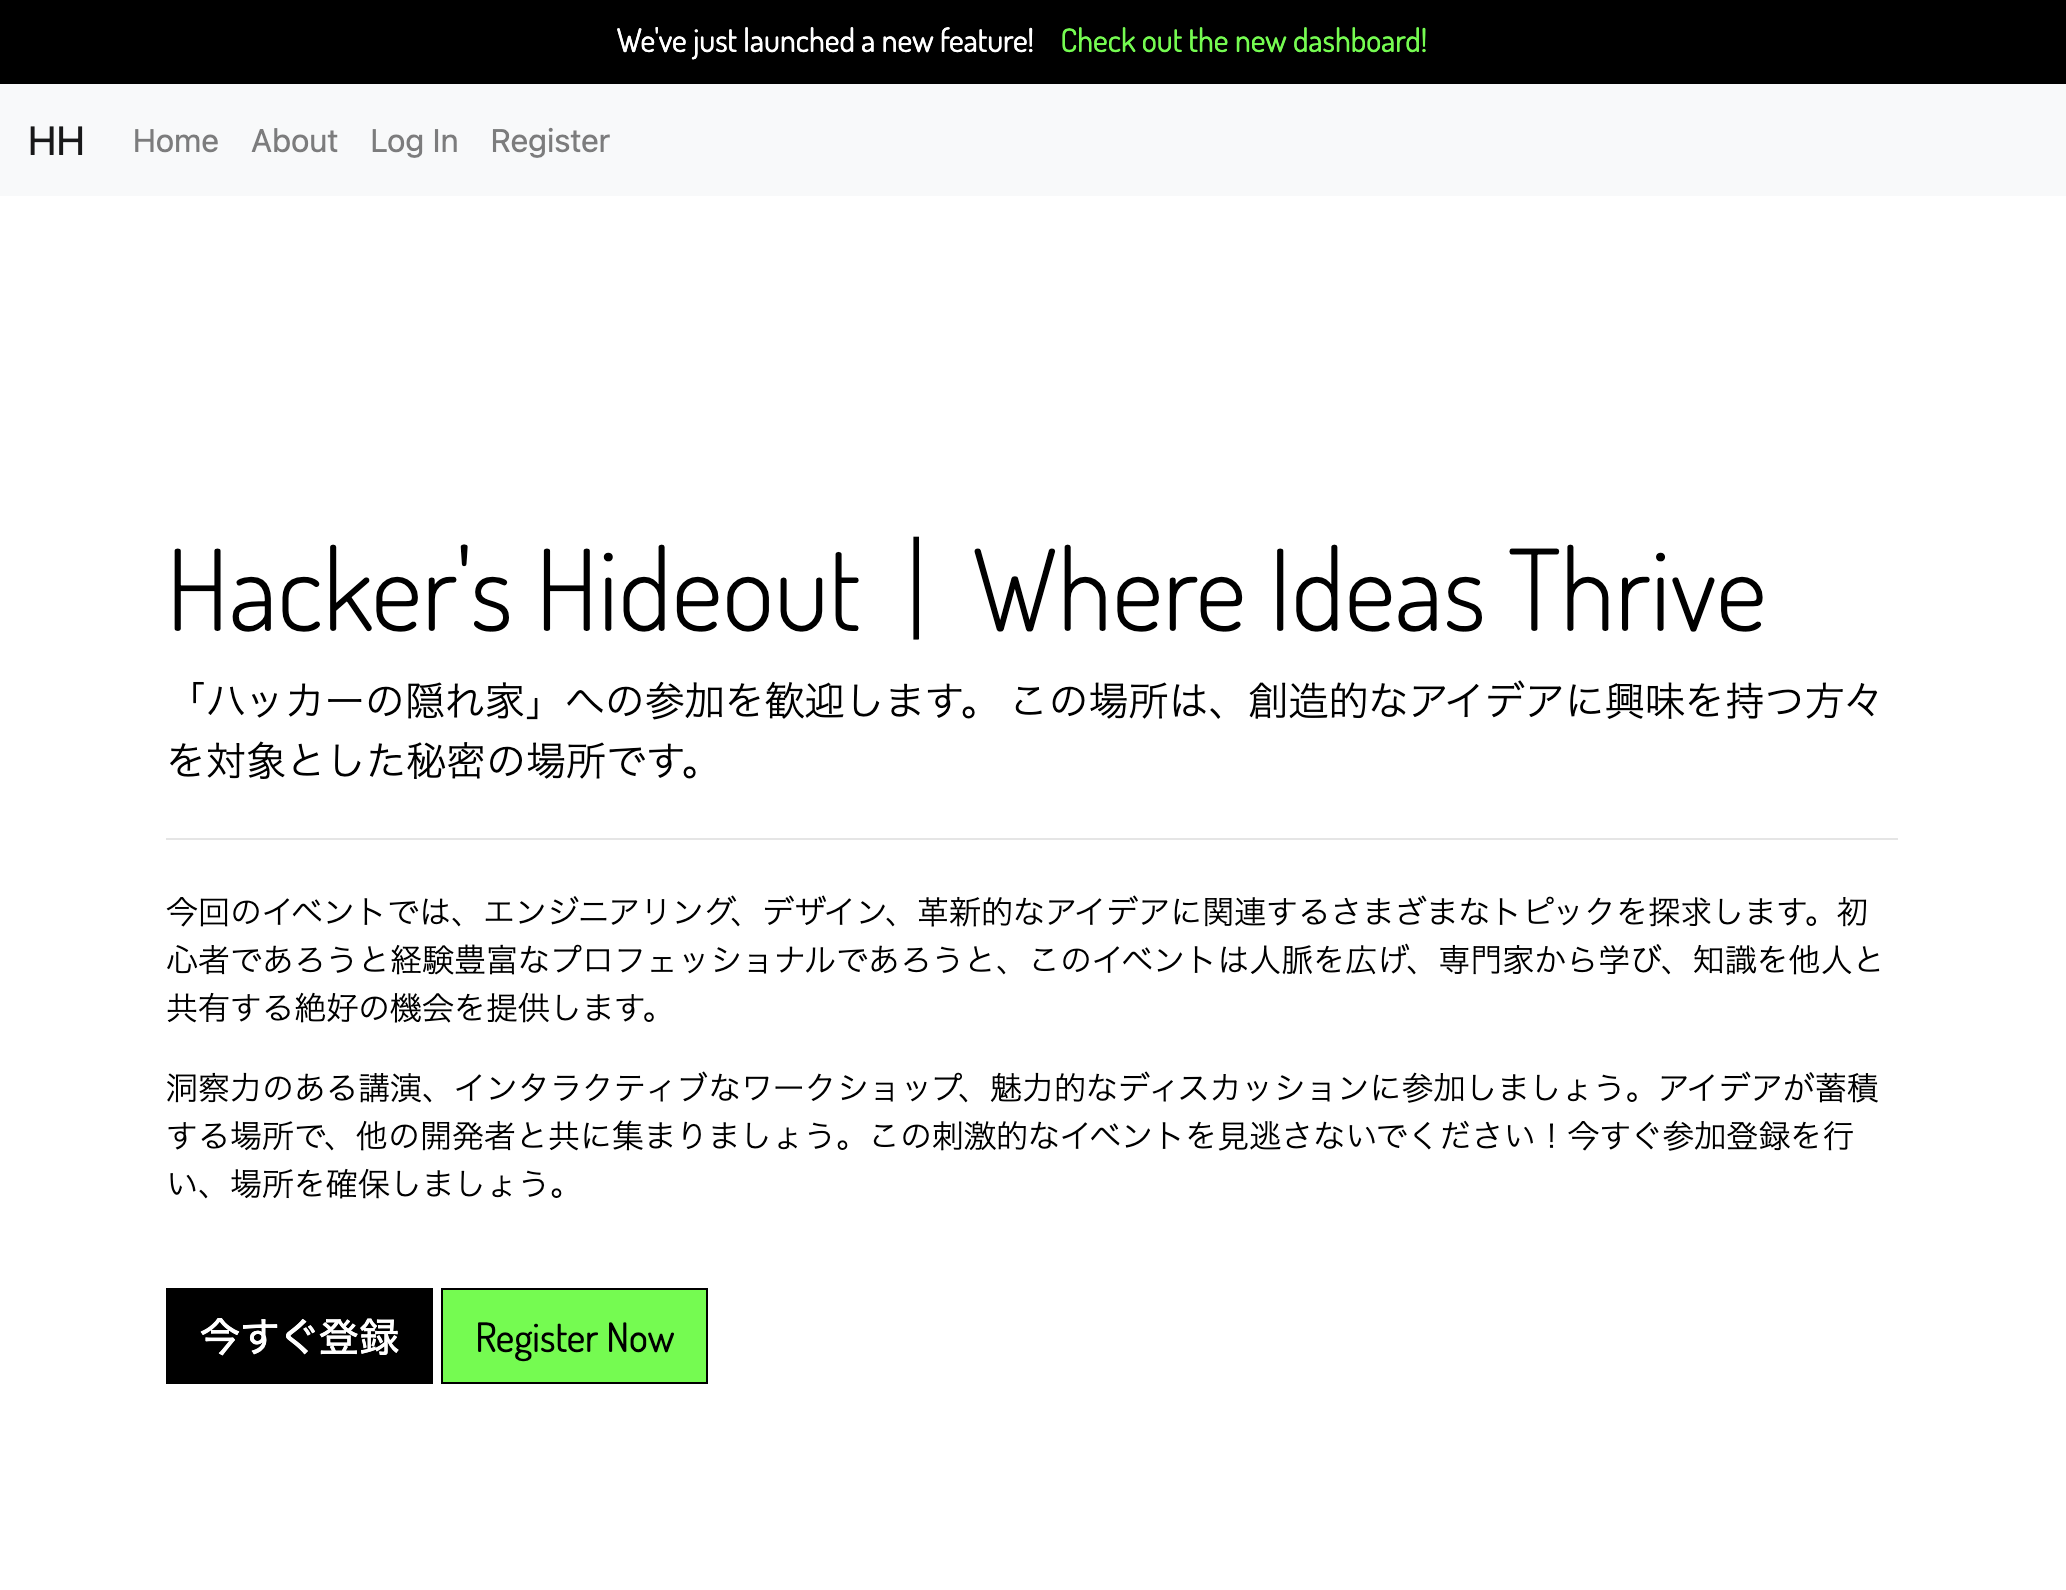 We've just launched a new feature! Check out the new dashboard!
HH Home About Log In Register
Hacker's Hideout | Where Ideas Thrive
「ハッカーの隠れ家」への参加を歓迎します。 この場所は、創造的なアイデアに興味を持つ方々
を対象とした秘密の場所です。
今回のイベントでは、エンジニアリング、デザイン、革新的なアイデアに関連するさまざまなトピックを探求します。初
心者であろうと経験豊富なプロフェッショナルであろうと、このイベントは人脈を広げ、専門家から学び、知識を他人と
共有する絶好の機会を提供します。
洞察力のある講演、インタラクティブなワークショップ、魅力的なディスカッションに参加しましょう。アイデアが蓄積
する場所で、他の開発者と共に集まりましょう。この刺激的なイベントを見逃さないでください！今すぐ参加登録を行
い、場所を確保しましょう。
今すぐ登録 Register Now